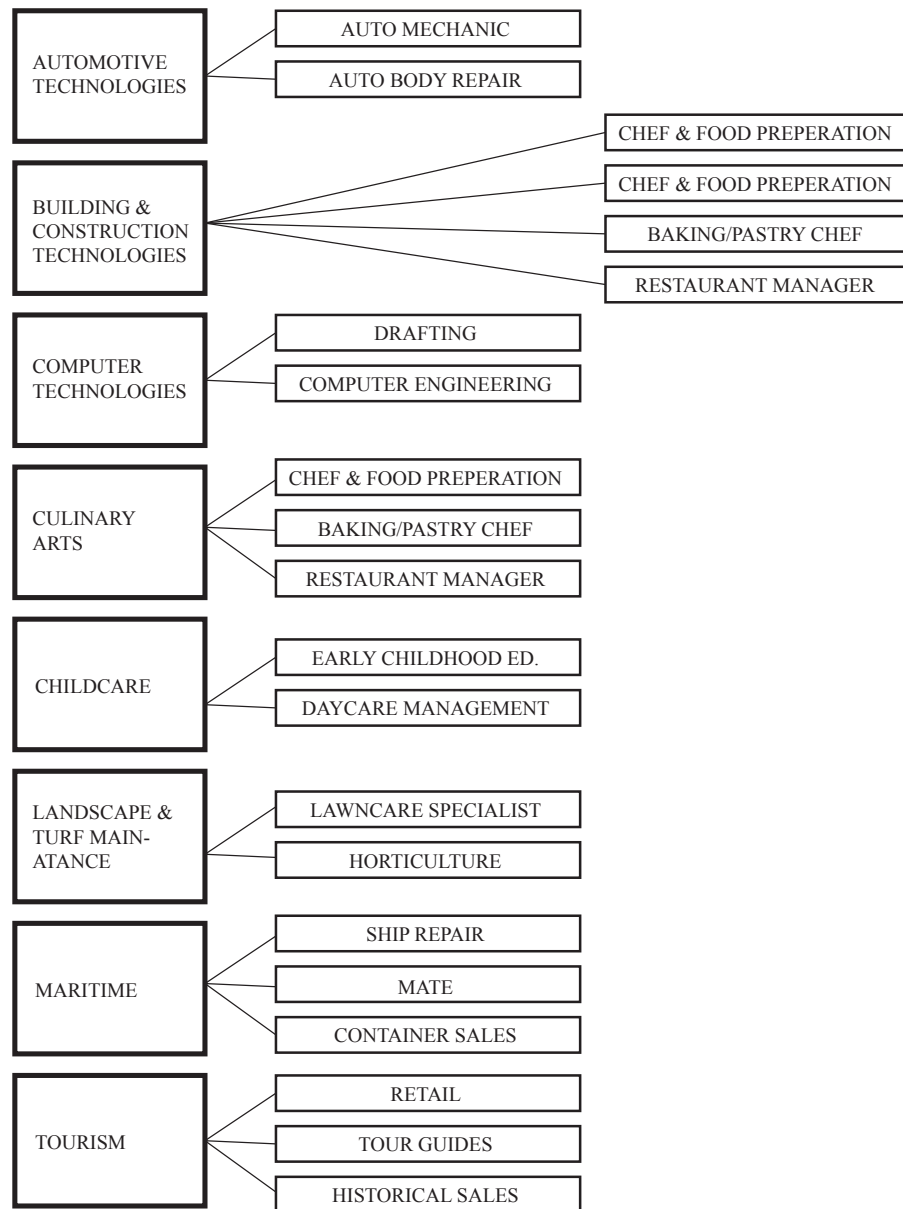 AUTOMOTIVE
TECHNOLOGIES
AUTO MECHANIC
AUTO BODY REPAIR
BUILDING &
CONSTRUCTION
TECHNOLOGIES
CHEF & FOOD PREPERATION
CHEF & FOOD PREPERATION
BAKING/PASTRY CHEF
RESTAURANT MANAGER
COMPUTER
TECHNOLOGIES
DRAFTING
COMPUTER ENGINEERING
CULINARY
ARTS
CHEF & FOOD PREPERATION
BAKING/PASTRY CHEF
RESTAURANT MANAGER
CHILDCARE
EARLY CHILDHOOD ED.
DAYCARE MANAGEMENT
LANDSCAPE &
TURF MAIN-
ATANCE
LAWNCARE SPECIALIST
HORTICULTURE
MARITIME
SHIP REPAIR
MATE
CONTAINER SALES
TOURISM
RETAIL
TOUR GUIDES
HISTORICAL SALES